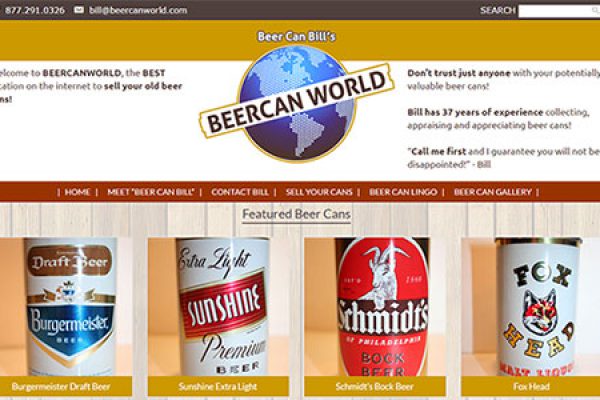 877.291.0326 bill@beercanworld.com SEARCH
Beer Can Bill's
BEERCAN WORLD
elcome to BEERCANWORLD, the BEST
cation on the internet to sell your old beer
ns!
Don't trust just anyone with your potentially
valuable beer cans!
Bill has 37 years of experience collecting,
appraising and appreciating beer cans!
"Call me first and I guarantee you will not be
disappointed!" - Bill
| HOME | MEET "BEER CAN BILL" | CONTACT BILL | SELL YOUR CANS | BEER CAN LINGO | BEER CAN GALLERY |
Featured Beer Cans
Draft Beer
Burgermeister
BEER
Extra Light
SUNSHINE
Premium
BEER
SINCE 1860
Schmidt's
OF PHILADELPHIA
BOCK
BEER
FOX
HEAD
MALT LIQUOR
Burgermeister Draft Beer
Sunshine Extra Light
Schmidt's Bock Beer
Fox Head